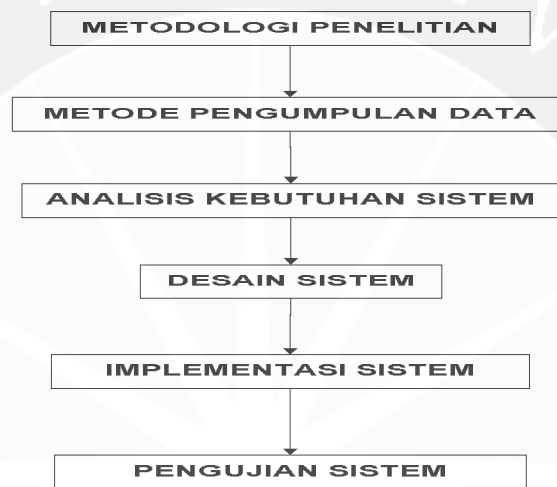 METODOLOGI PENELITIAN
METODE PENGUMPULAN DATA
ANALISIS KEBUTUHAN SISTEM
DESAIN SISTEM
IMPLEMENTASI SISTEM
PENGUJIAN SISTEM